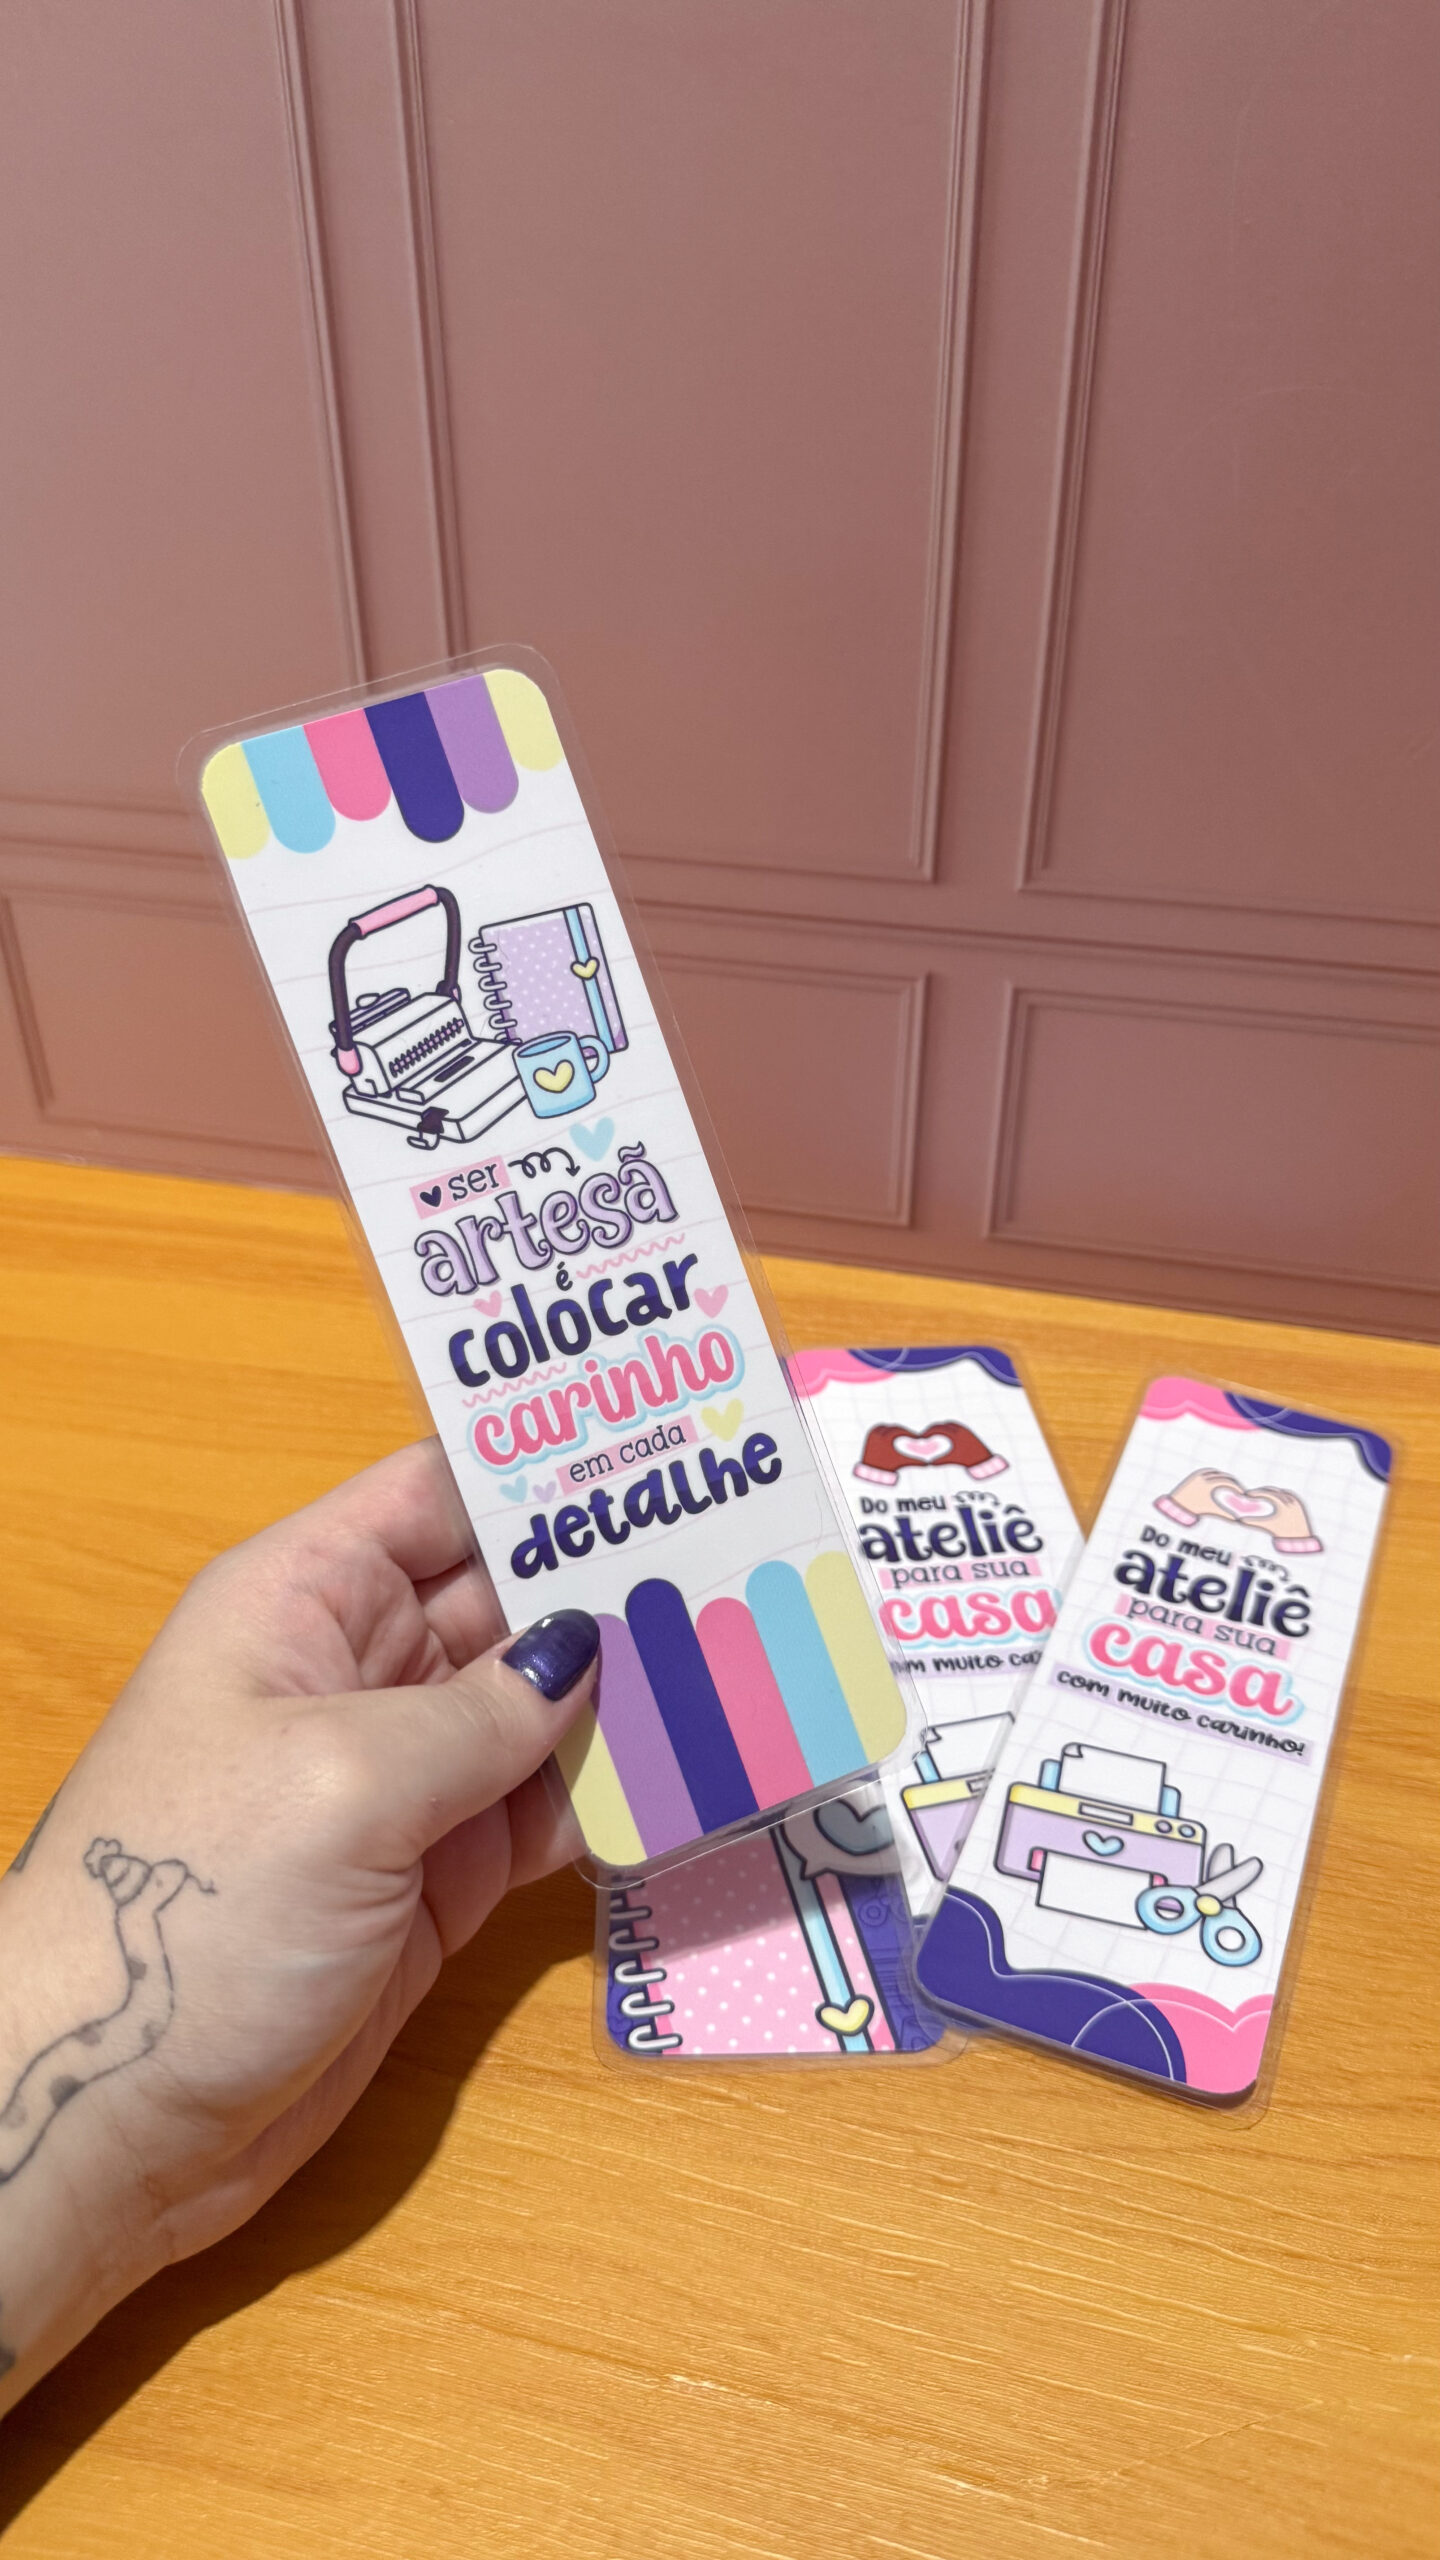 ser
artesã
é
colocar
carinho
em cada
detalhe
Do meu
ateliê
para sua
casa
muito
Do meu
ateliê
para sua
casa
com muito carinho!